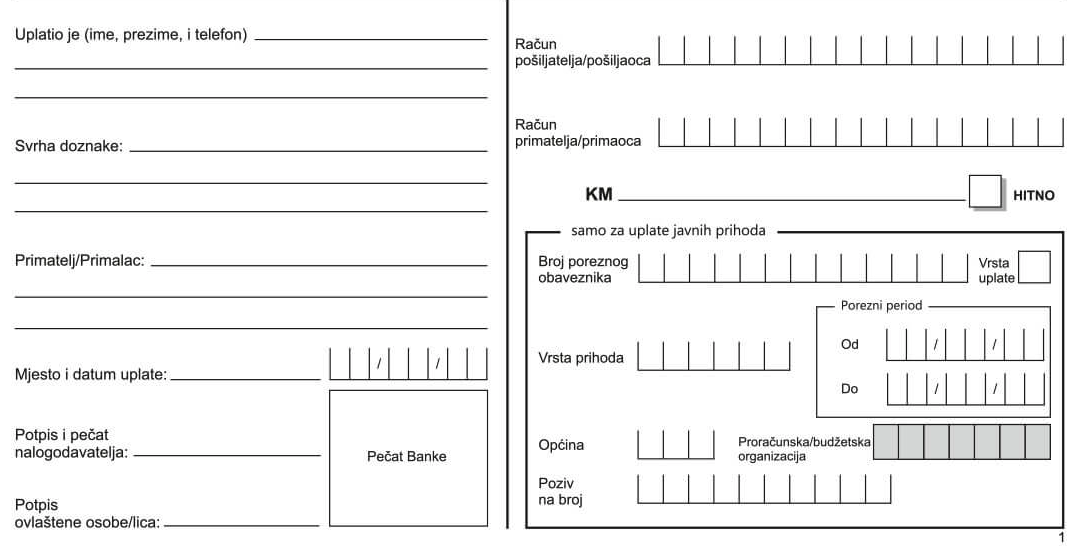 Uplatio je (ime, prezime, i telefon)
Svrha doznake:
Primatelj/Primalac:
Mjesto i datum uplate:
/ /
Potpis i pečat
nalogodavatelja:
Pečat Banke
Potpis
ovlaštene osobe/lica:
Račun
pošiljatelja/pošiljaoca
Račun
primatelja/primaoca
KM
HITNO
samo za uplate javnih prihoda
Broj poreznog
obaveznika
Vrsta
uplate
Porezni period
Vrsta prihoda
Od / /
Do / /
Općina
Proračunska/budžetska
organizacija
Poziv
na broj
1